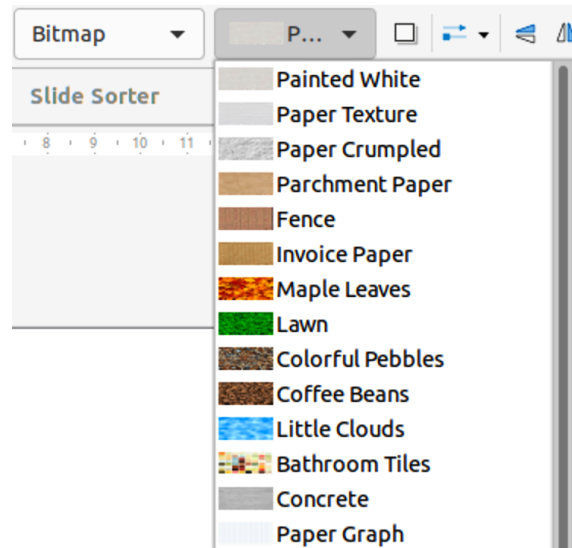 Bitmap P...
Slide Sorter
8 9 10 11
Painted White
Paper Texture
Paper Crumpled
Parchment Paper
Fence
Invoice Paper
Maple Leaves
Lawn
Colorful Pebbles
Coffee Beans
Little Clouds
Bathroom Tiles
Concrete
Paper Graph